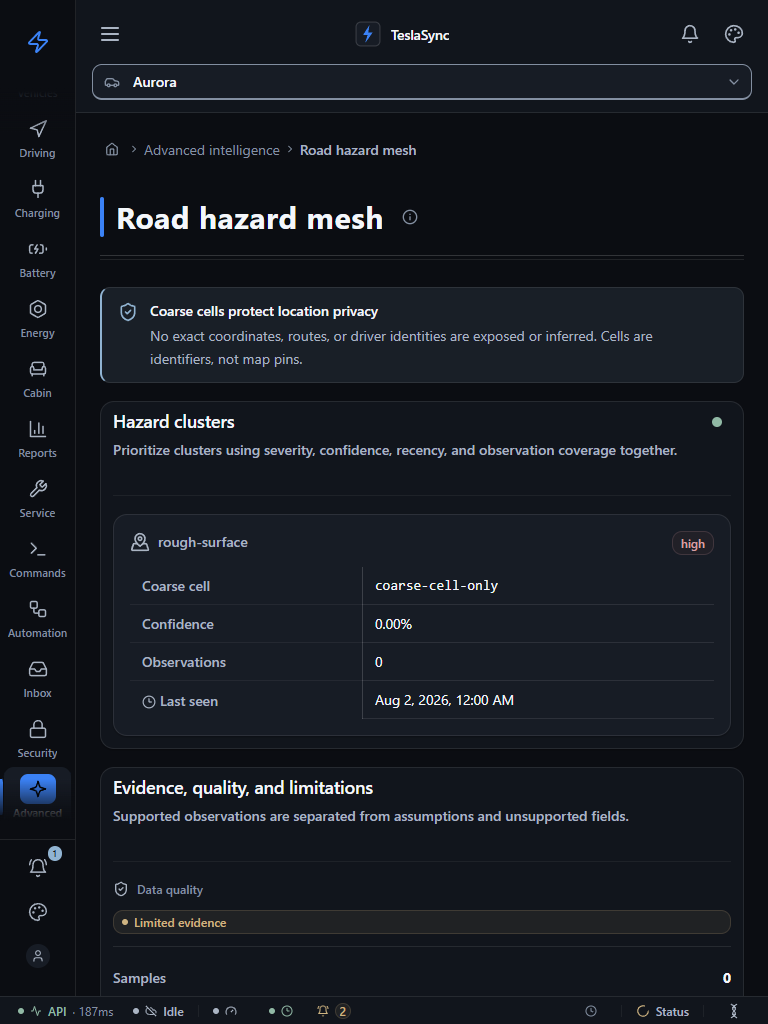 TeslaSync
Aurora
Driving
Charging
Battery
Energy
Cabin
Reports
Service
Commands
Automation
Inbox
Security
Advanced
1
Advanced intelligence
Road hazard mesh
Road hazard mesh
Coarse cells protect location privacy
No exact coordinates, routes, or driver identities are exposed or inferred. Cells are
identifiers, not map pins.
Hazard clusters
Prioritize clusters using severity, confidence, recency, and observation coverage together.
rough-surface
high
Coarse cell
coarse-cell-only
Confidence
0.00%
Observations
0
Last seen
Aug 2, 2026, 12:00 AM
Evidence, quality, and limitations
Supported observations are separated from assumptions and unsupported fields.
Data quality
Limited evidence
Samples
0
API · 187ms
Idle
2
Status